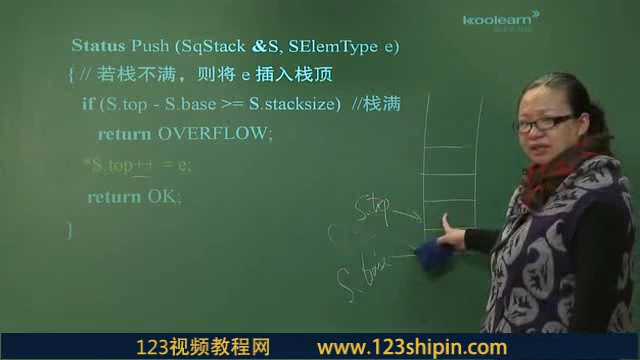 koolearn
Status Push (SqStack &S, SElemType e)
{ // 若栈不满，则将 e 插入栈顶
if (S.top - S.base >= S.stacksize) //栈满
return OVERFLOW;
*S.top++ = e;
return OK;
}
S.top
S.base
123视频教程网 www.123shipin.com